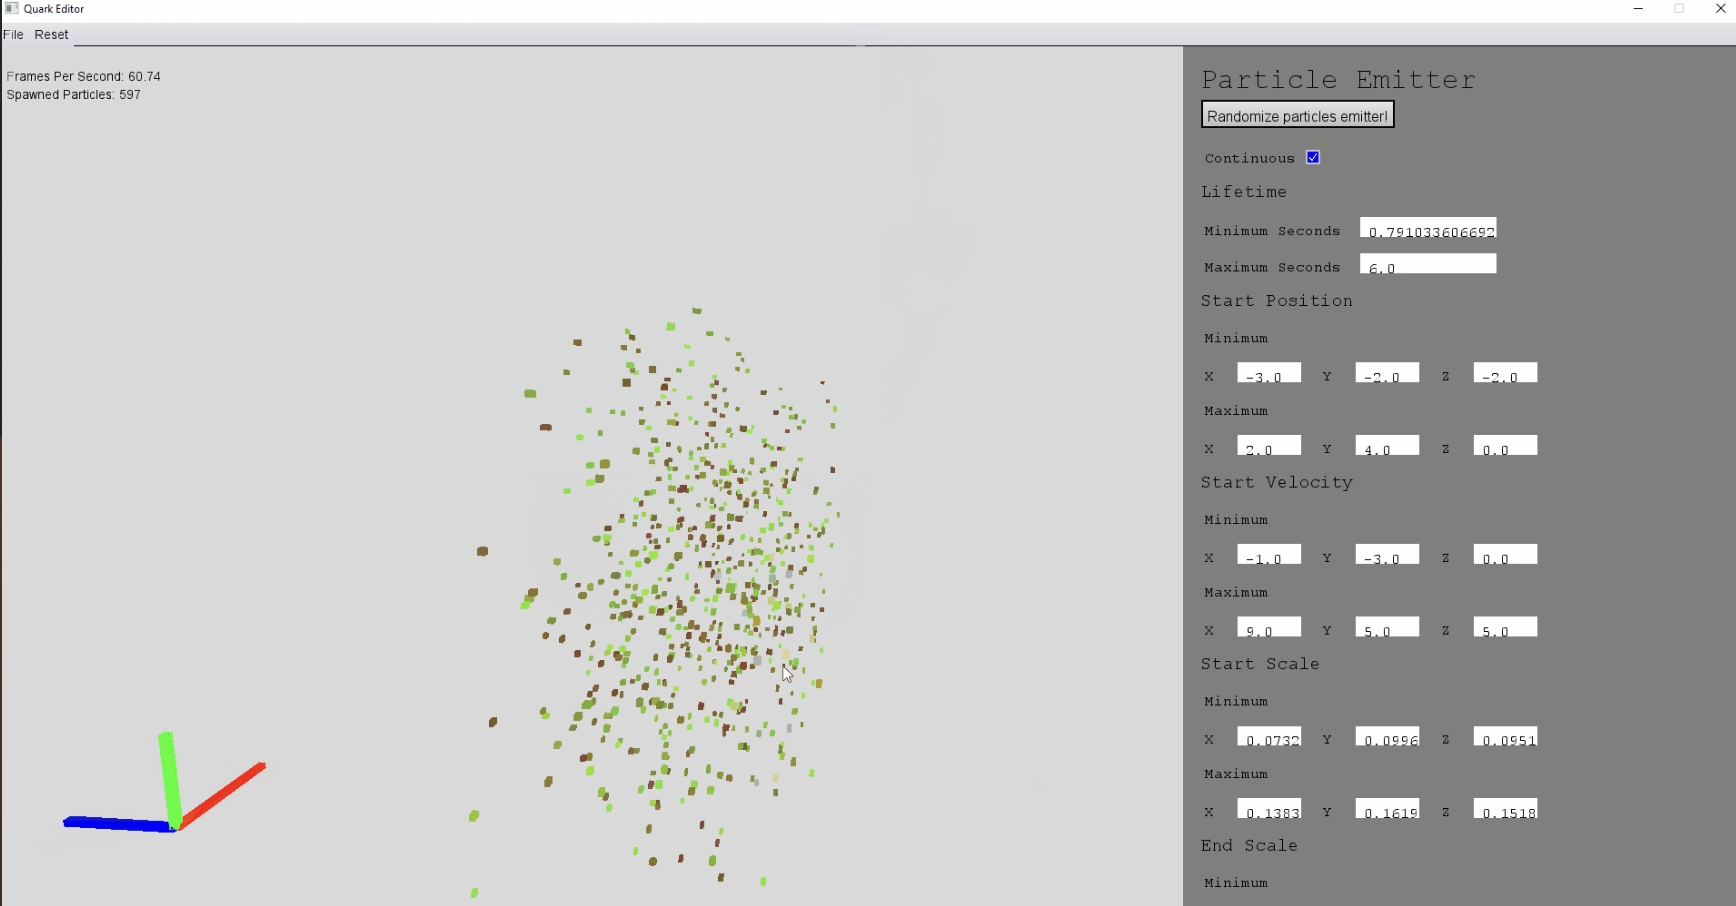 Quark Editor
File Reset
Frames Per Second: 60.74
Spawned Particles: 597
Particle Emitter
Randomize particles emitter!
Continuous
Lifetime
Minimum Seconds 0.791033606692
Maximum Seconds 6.0
Start Position
Minimum
X -3.0 Y -2.0 Z -2.0
Maximum
X 2.0 Y 4.0 Z 0.0
Start Velocity
Minimum
X -1.0 Y -3.0 Z 0.0
Maximum
X 9.0 Y 5.0 Z 5.0
Start Scale
Minimum
X 0.0732 Y 0.0996 Z 0.0951
Maximum
X 0.1383 Y 0.1619 Z 0.1518
End Scale
Minimum